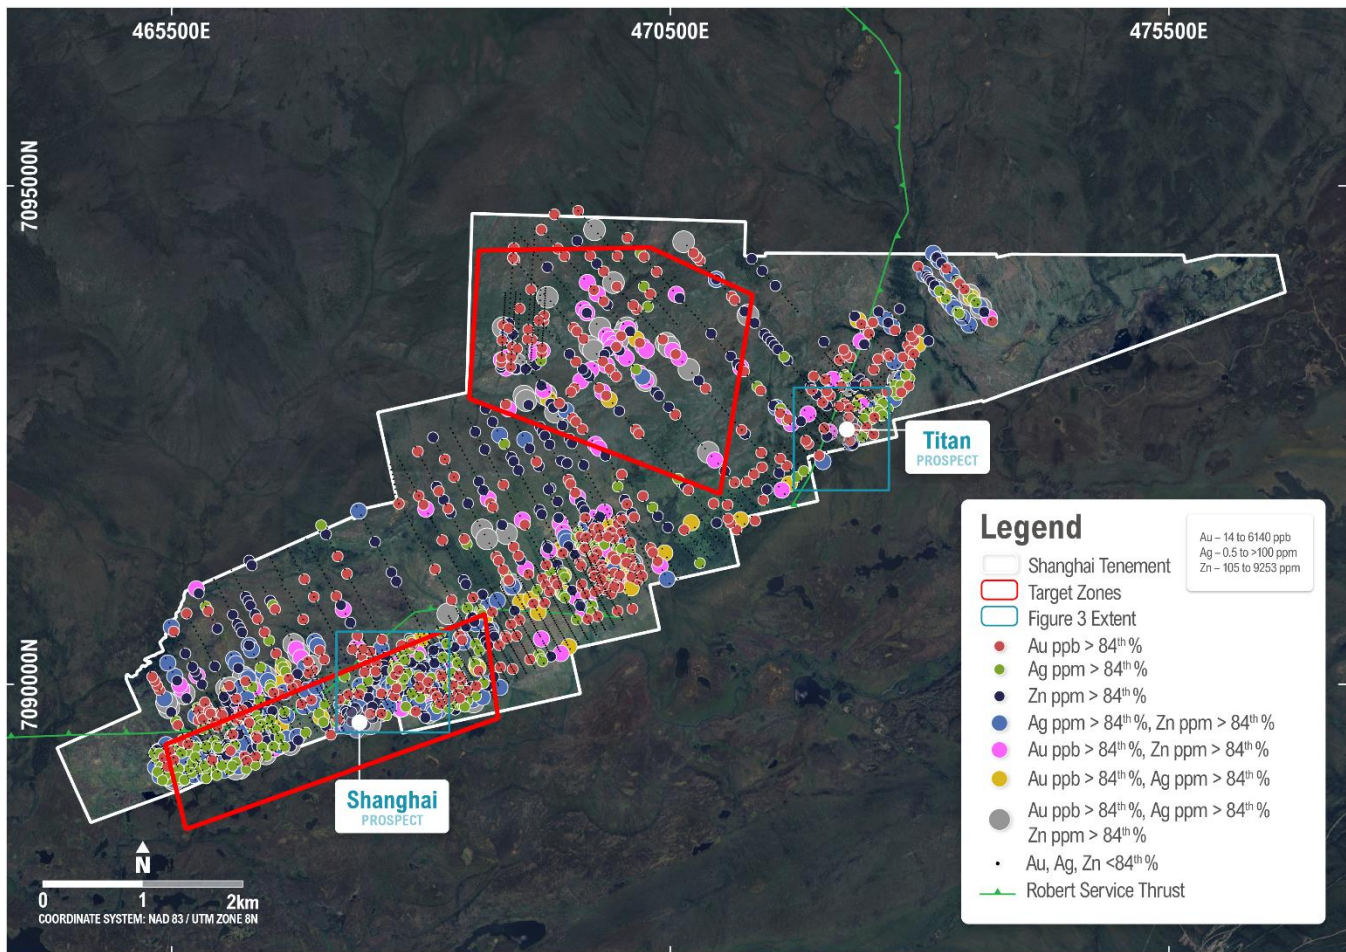 465500E
470500E
475500E
7095000N
7090000N
Titan
PROSPECT
Shanghai
PROSPECT
N
0 1 2km
COORDINATE SYSTEM: NAD 83 / UTM ZONE 8N
Legend
Au – 14 to 6140 ppb
Ag – 0.5 to >100 ppm
Zn – 105 to 9253 ppm
Shanghai Tenement
Target Zones
Figure 3 Extent
Au ppb > 84th %
Ag ppm > 84th %
Zn ppm > 84th %
Ag ppm > 84th %, Zn ppm > 84th %
Au ppb > 84th %, Zn ppm > 84th %
Au ppb > 84th %, Ag ppm > 84th %
Au ppb > 84th %, Ag ppm > 84th %
Zn ppm > 84th %
Au, Ag, Zn <84th %
Robert Service Thrust